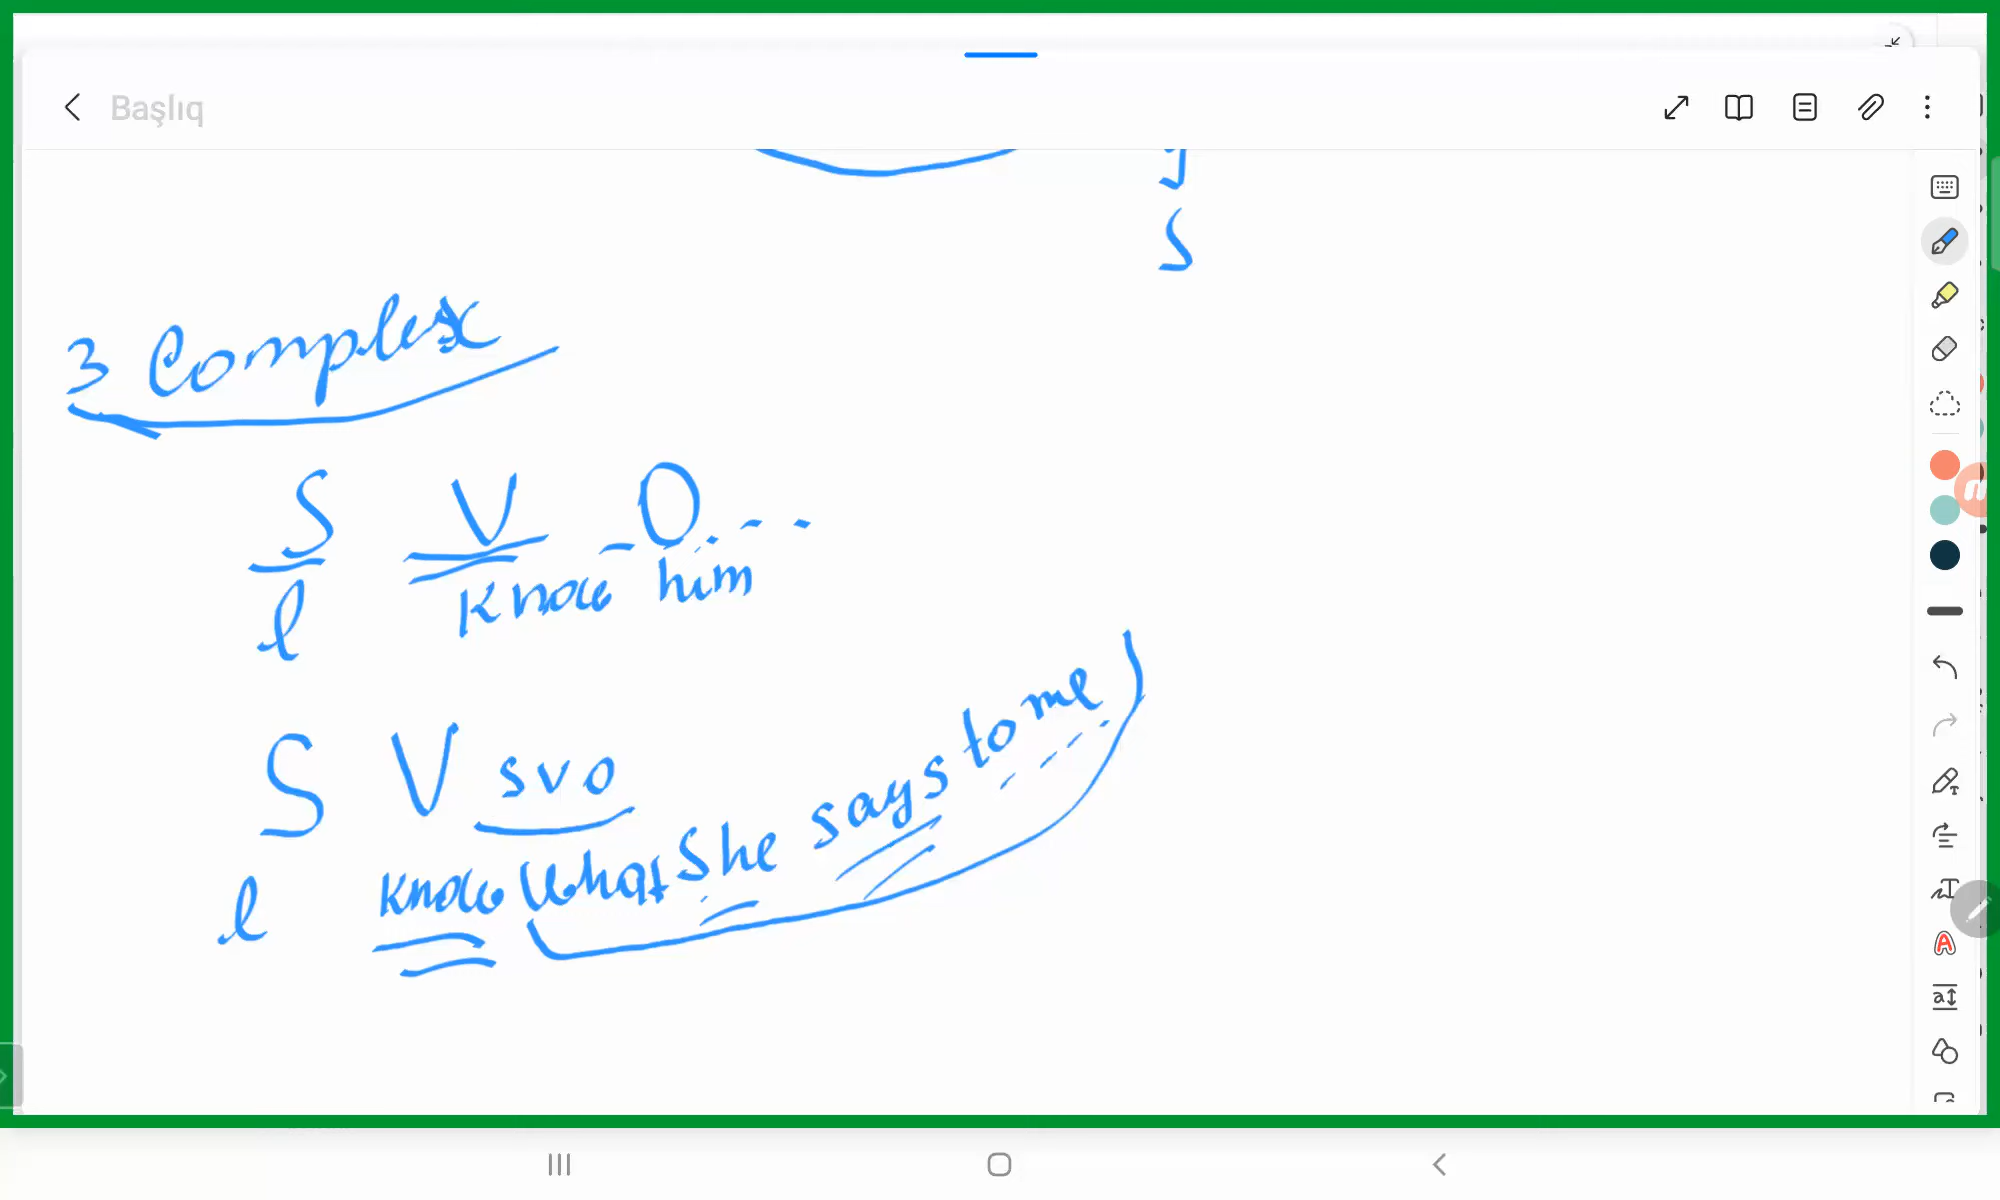 Başlıq
y
S
3 Complex
S V O...
I know him
S V svo
I know (what she says to me)